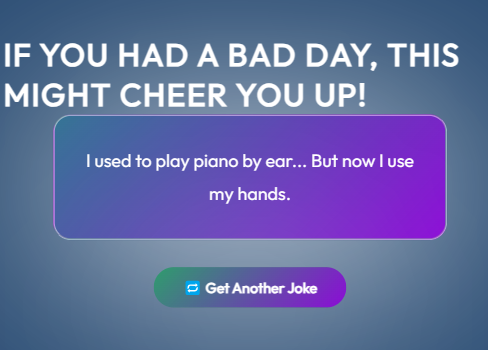 IF YOU HAD A BAD DAY, THIS
MIGHT CHEER YOU UP!
I used to play piano by ear... But now I use
my hands.
🔁 Get Another Joke